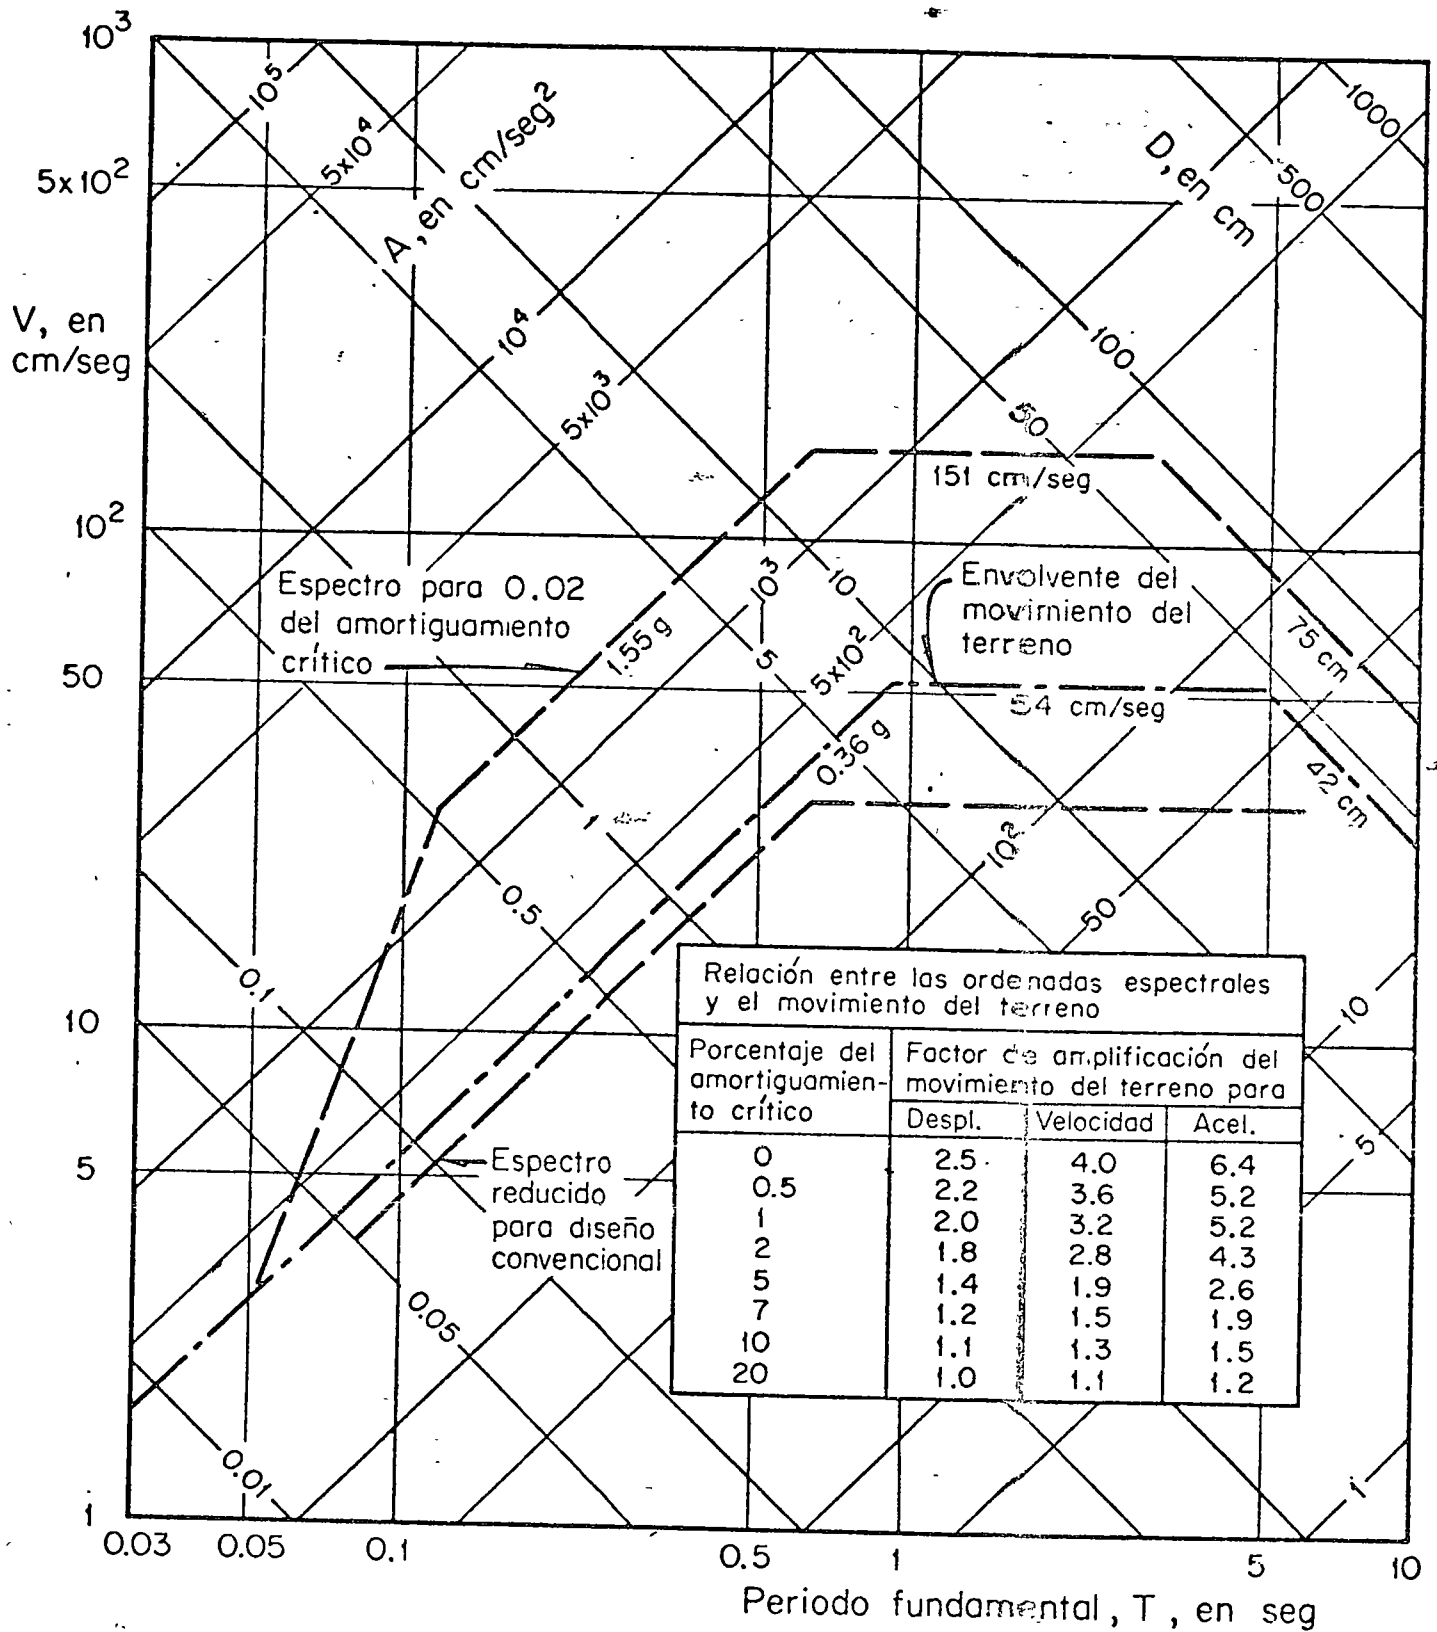 10³
5x10²
V, en
cm/seg
10²
50
10
5
1
10⁵
5x10⁴
A, en cm/seg²
10⁴
5x10³
10³
5x10²
10²
50
10
5
1
D, en cm
1000
500
100
50
10
5
1
0.5
0.1
0.05
0.01
151 cm/seg
Espectro para 0.02
del amortiguamiento
crítico
1.55 g
Envolvente del
movimiento del
terreno
75 cm
54 cm/seg
0.36 g
42 cm
Espectro
reducido
para diseño
convencional
Relación entre las ordenadas espectrales
y el movimiento del terreno
Porcentaje del
amortiguamien-
to crítico
Factor de amplificación del
movimiento del terreno para
Despl. Velocidad Acel.
0 2.5 4.0 6.4
0.5 2.2 3.6 5.2
1 2.0 3.2 5.2
2 1.8 2.8 4.3
5 1.4 1.9 2.6
7 1.2 1.5 1.9
10 1.1 1.3 1.5
20 1.0 1.1 1.2
0.03 0.05 0.1 0.5 1 5 10
Periodo fundamental, T, en seg